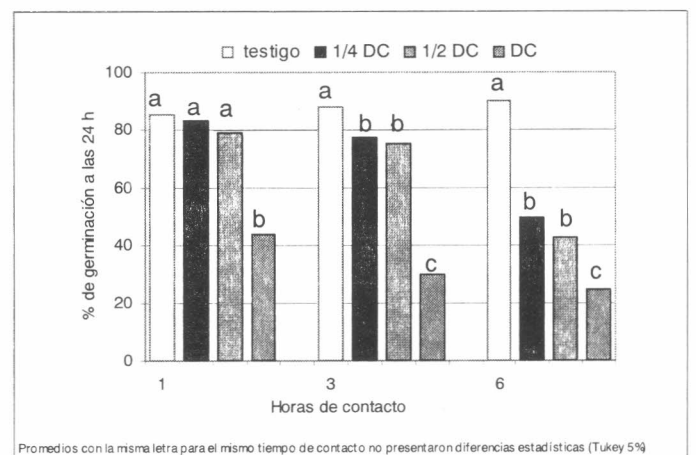 testigo 1/4 DC 1/2 DC DC
100
80
60
40
20
0
% de germinación a las 24 h
a a a b
a b b c
a b b c
1 3 6
Horas de contacto
Promedios con la misma letra para el mismo tiempo de contacto no presentaron diferencias estadísticas (Tukey 5%